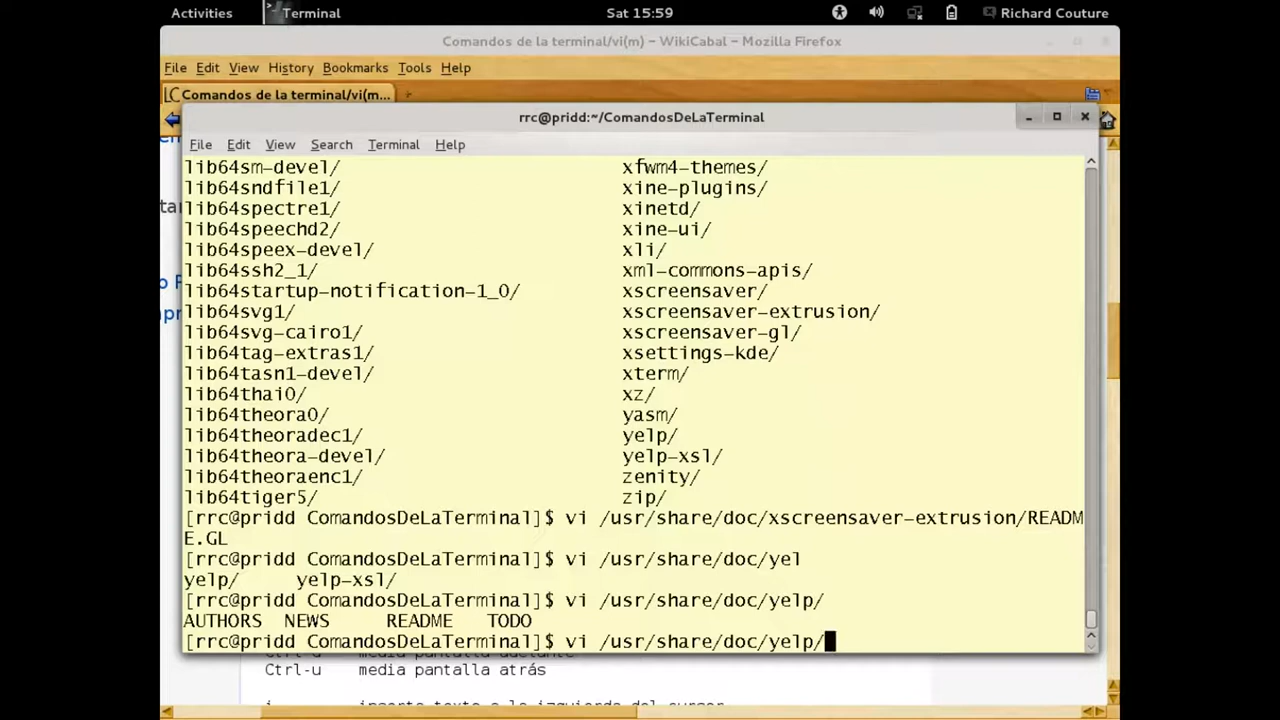 Activities Terminal Sat 15:59 Richard Couture
Comandos de la terminal/vi(m) – WikiCabal – Mozilla Firefox
File Edit View History Bookmarks Tools Help
Comandos de la terminal/vi(m...
rrc@pridd:~/ComandosDeLaTerminal
File Edit View Search Terminal Help
lib64sm-devel/ xfwm4-themes/
lib64sndfile1/ xine-plugins/
lib64spectre1/ xinetd/
lib64speechd2/ xine-ui/
lib64speex-devel/ xli/
lib64ssh2_1/ xml-commons-apis/
lib64startup-notification-1_0/ xscreensaver/
lib64svg1/ xscreensaver-extrusion/
lib64svg-cairo1/ xscreensaver-gl/
lib64tag-extras1/ xsettings-kde/
lib64tasn1-devel/ xterm/
lib64thai0/ xz/
lib64theora0/ yasm/
lib64theoradec1/ yelp/
lib64theora-devel/ yelp-xsl/
lib64theoraenc1/ zenity/
lib64tiger5/ zip/
[rrc@pridd ComandosDeLaTerminal]$ vi /usr/share/doc/xscreensaver-extrusion/READM
E.GL
[rrc@pridd ComandosDeLaTerminal]$ vi /usr/share/doc/yel
yelp/ yelp-xsl/
[rrc@pridd ComandosDeLaTerminal]$ vi /usr/share/doc/yelp/
AUTHORS NEWS README TODO
[rrc@pridd ComandosDeLaTerminal]$ vi /usr/share/doc/yelp/
Ctrl-u media pantalla atrás